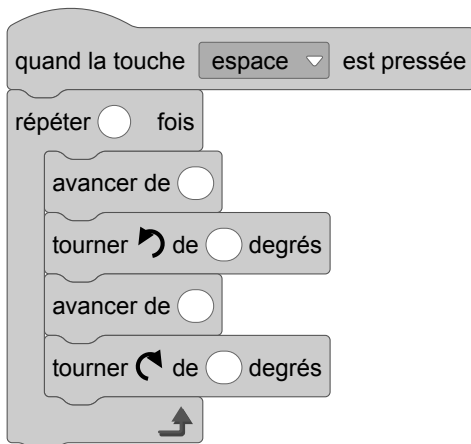 quand la touche espace est pressée
répéter fois
avancer de
tourner de degrés
avancer de
tourner de degrés